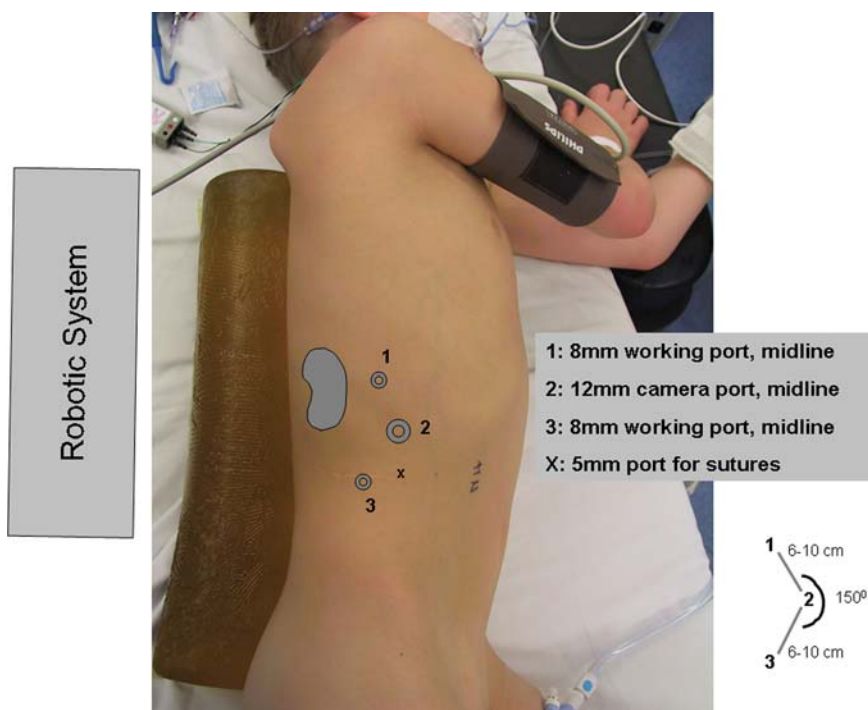 Robotic System
PHILIPS
1
2
3
x
1: 8mm working port, midline
2: 12mm camera port, midline
3: 8mm working port, midline
X: 5mm port for sutures
1
6-10 cm
2
150⁰
3
6-10 cm